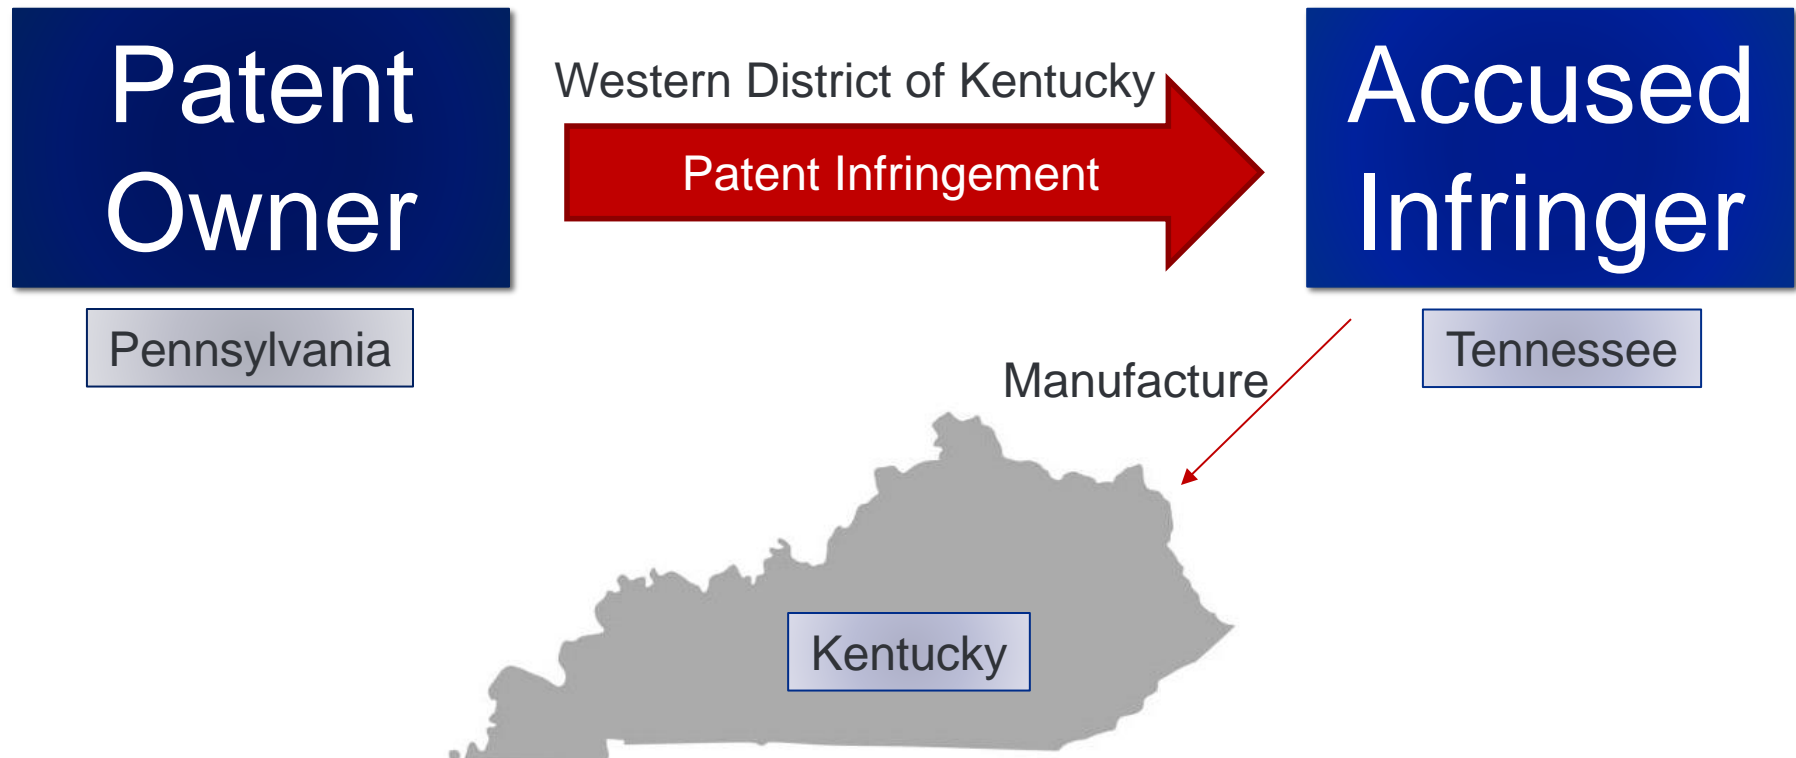 Patent
Owner
Western District of Kentucky
Patent Infringement
Accused
Infringer
Pennsylvania
Tennessee
Manufacture
Kentucky